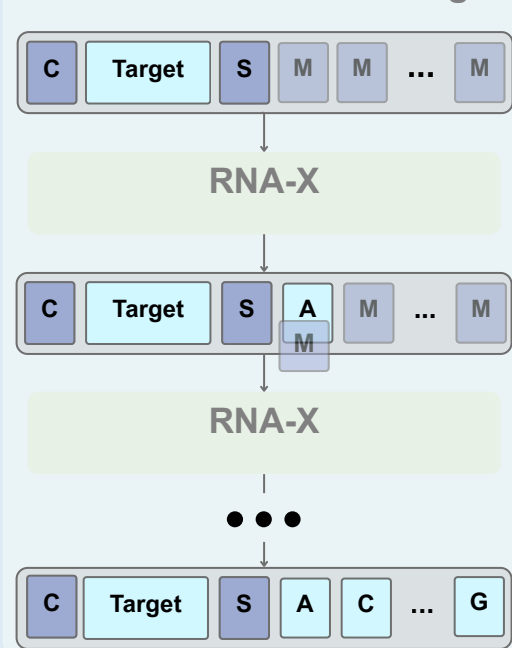 C Target S M M ... M
RNA-X
C Target S A M ... M
M
RNA-X
...
C Target S A C ... G